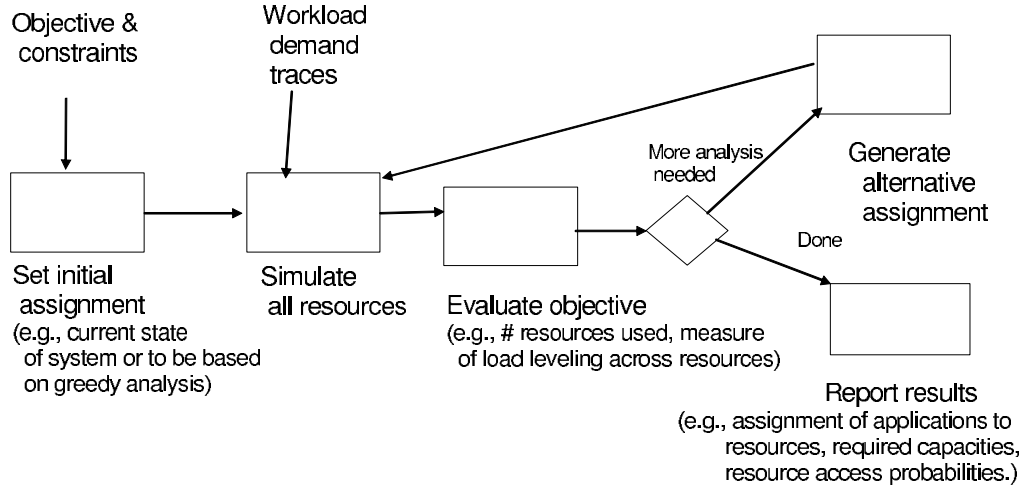 Objective &
constraints
Workload
demand
traces
More analysis
needed
Generate
alternative
assignment
Done
Set initial
assignment
(e.g., current state
of system or to be based
on greedy analysis)
Simulate
all resources
Evaluate objective
(e.g., # resources used, measure
of load leveling across resources)
Report results
(e.g., assignment of applications to
resources, required capacities,
resource access probabilities.)